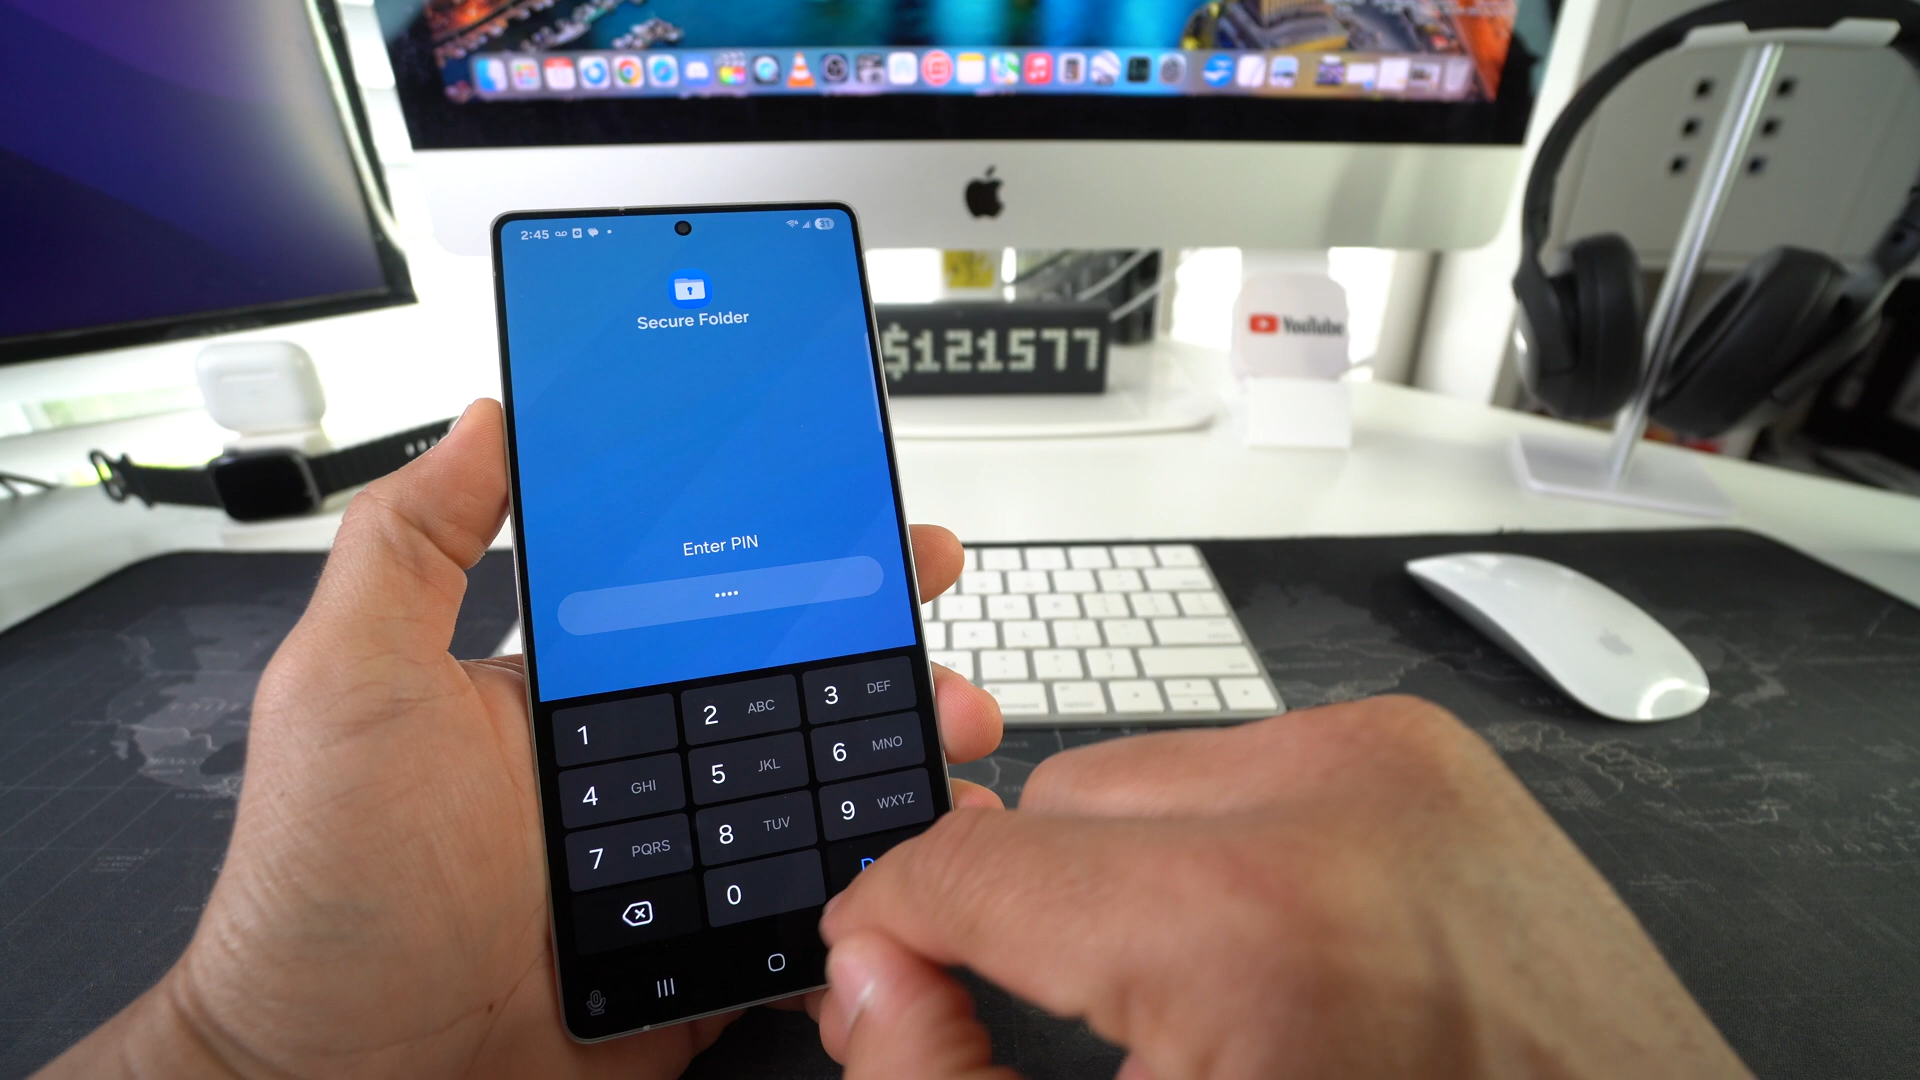 2:45
31
Secure Folder
$121577
YouTube
Enter PIN
••••
1
2 ABC
3 DEF
4 GHI
5 JKL
6 MNO
7 PQRS
8 TUV
9 WXYZ
0